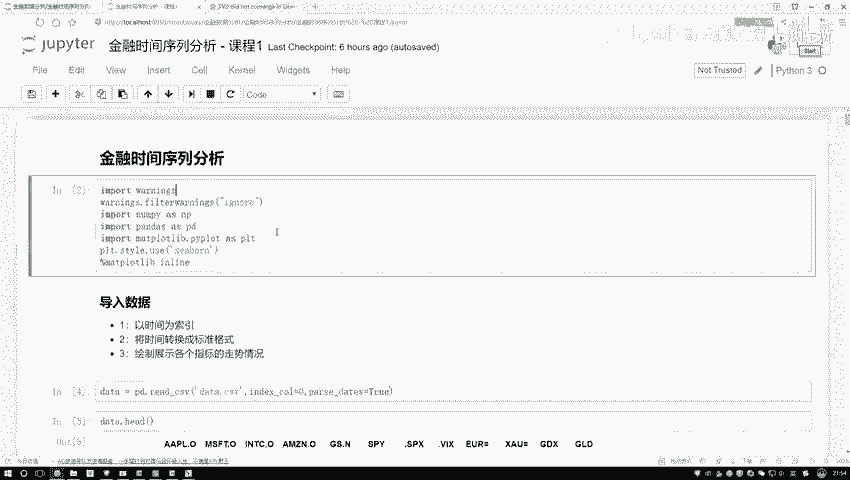 jupyter 金融时间序列分析 - 课程1 Last Checkpoint: 6 hours ago (autosaved)
File Edit View Insert Cell Kernel Widgets Help
Not Trusted Python 3
Code
金融时间序列分析
In [2]: import warnings
warnings.filterwarnings("ignore")
import numpy as np
import pandas as pd
import matplotlib.pyplot as plt
plt.style.use('seaborn')
%matplotlib inline
导入数据
1：以时间为索引
2：将时间转换成标准格式
3：绘制展示各个指标的走势情况
In [4]: data = pd.read_csv('data.csv',index_col=0,parse_dates=True)
In [5]: data.head()
Out[5]: AAPL.O MSFT.O INTC.O AMZN.O GS.N SPY .SPX .VIX EUR= XAU= GDX GLD
21:54